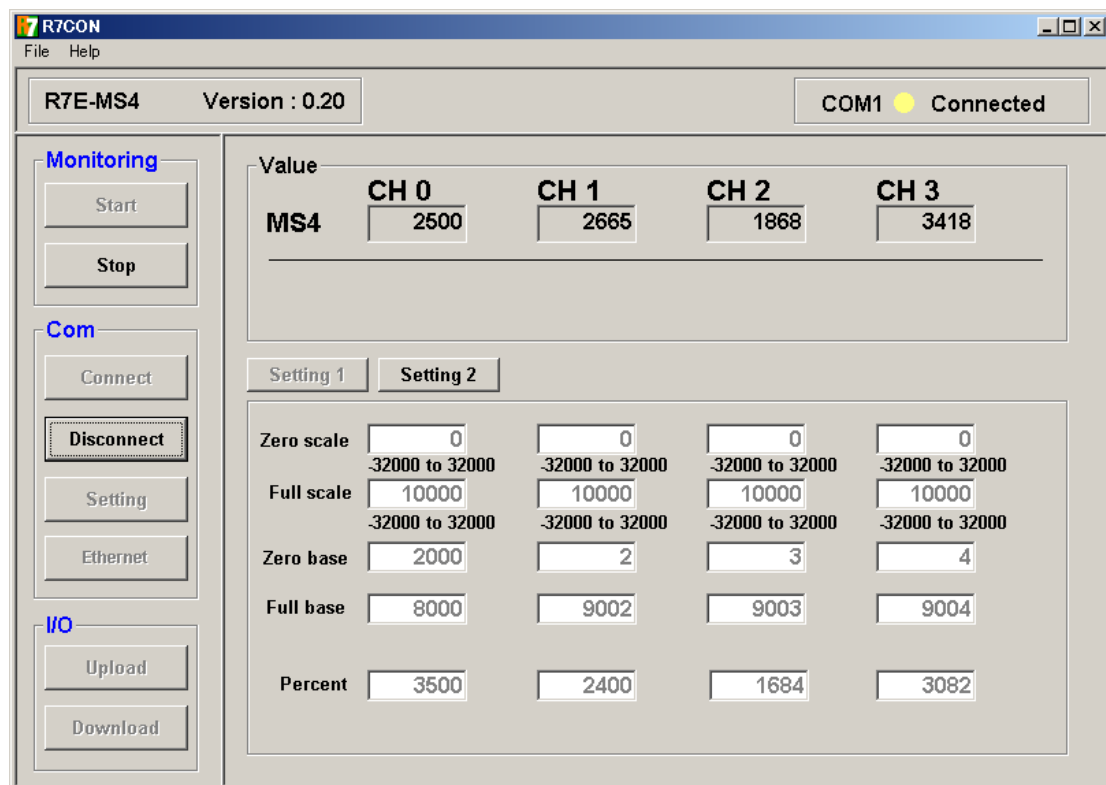 R7 R7CON
File Help
R7E-MS4 Version : 0.20
COM1 Connected
Monitoring
Start
Stop
Com
Connect
Disconnect
Setting
Ethernet
I/O
Upload
Download
Value
CH 0 CH 1 CH 2 CH 3
MS4 2500 2665 1868 3418
Setting 1 Setting 2
Zero scale 0 0 0 0
-32000 to 32000 -32000 to 32000 -32000 to 32000 -32000 to 32000
Full scale 10000 10000 10000 10000
-32000 to 32000 -32000 to 32000 -32000 to 32000 -32000 to 32000
Zero base 2000 2 3 4
Full base 8000 9002 9003 9004
Percent 3500 2400 1684 3082